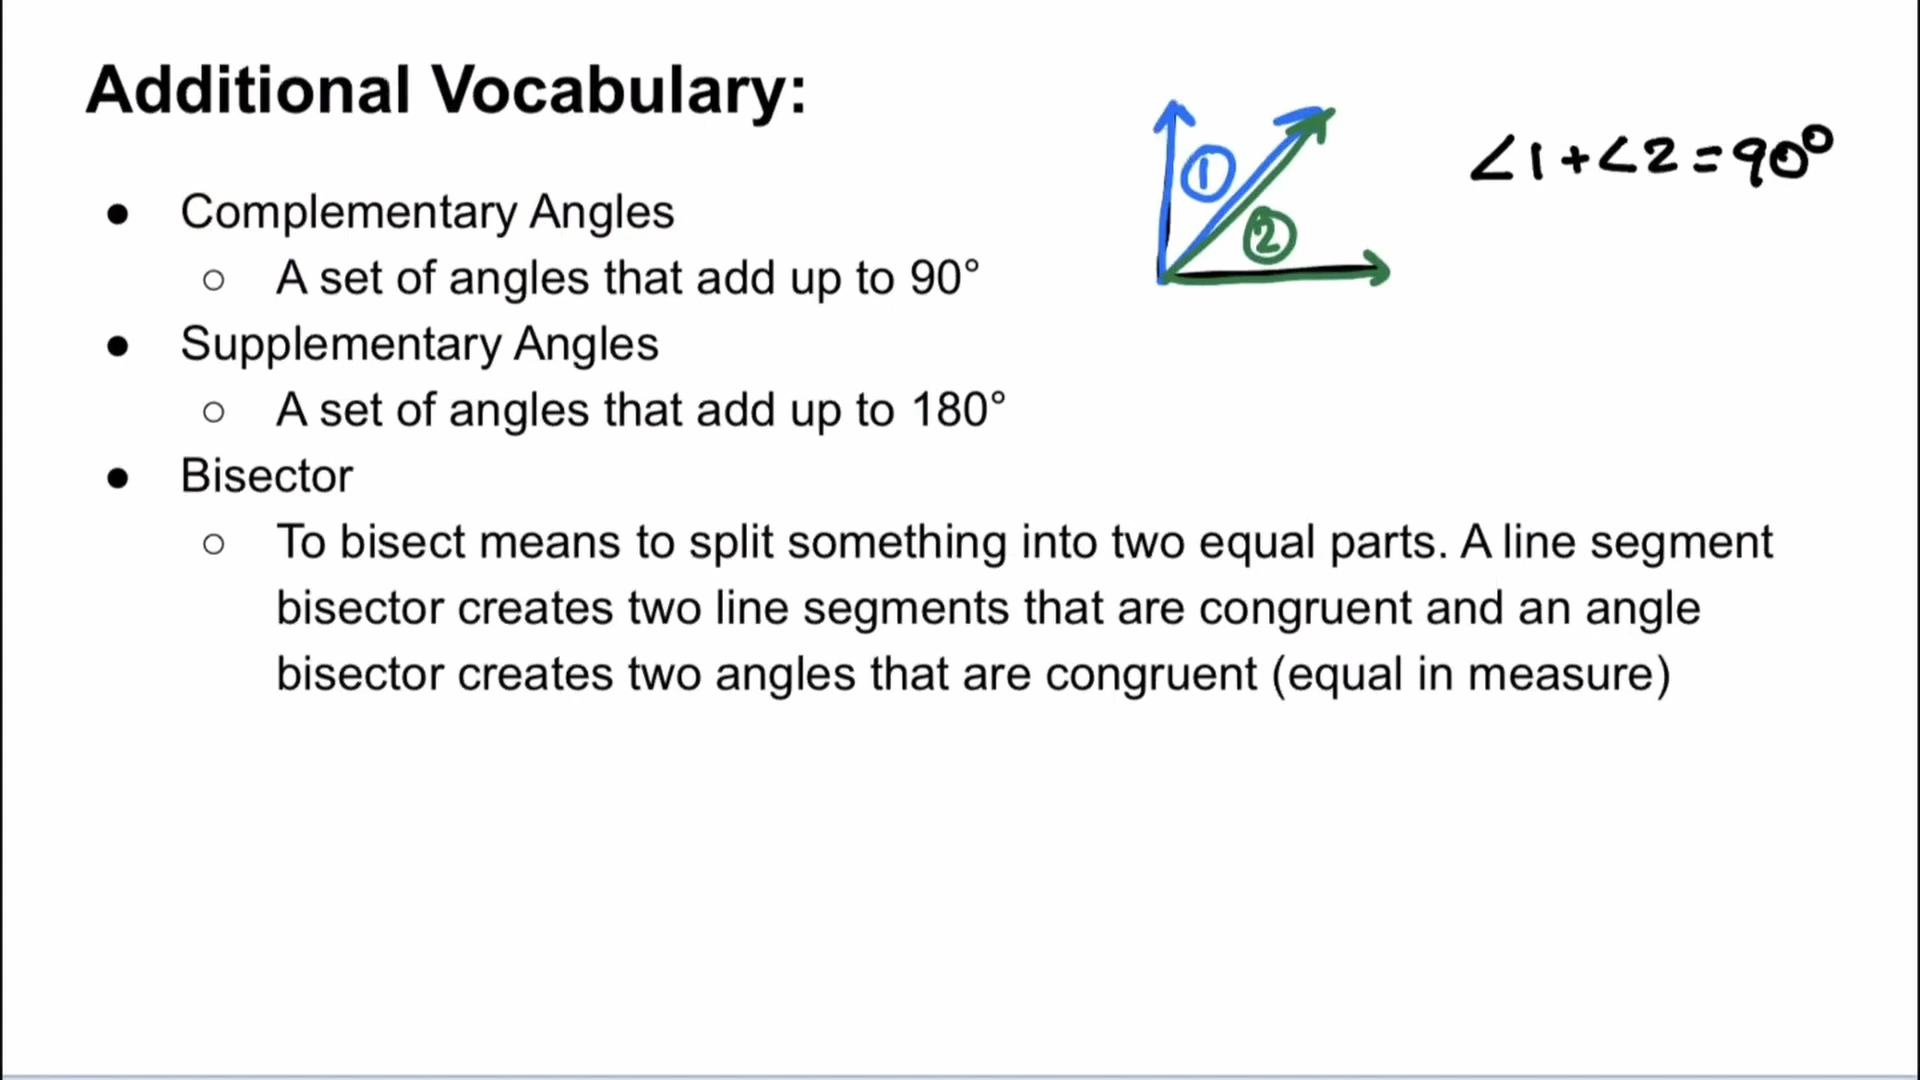 Additional Vocabulary:
① ∠1+∠2=90°
②
● Complementary Angles
○ A set of angles that add up to 90°
● Supplementary Angles
○ A set of angles that add up to 180°
● Bisector
○ To bisect means to split something into two equal parts. A line segment
bisector creates two line segments that are congruent and an angle
bisector creates two angles that are congruent (equal in measure)